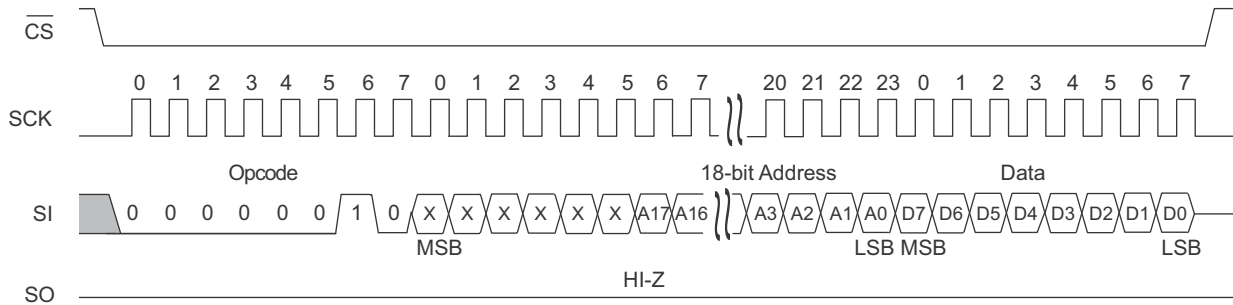 CS
0 1 2 3 4 5 6 7 0 1 2 3 4 5 6 7 20 21 22 23 0 1 2 3 4 5 6 7
SCK
Opcode 18-bit Address Data
SI 0 0 0 0 0 0 1 0 X X X X X X A17 A16 A3 A2 A1 A0 D7 D6 D5 D4 D3 D2 D1 D0
MSB LSB MSB LSB
HI-Z
SO